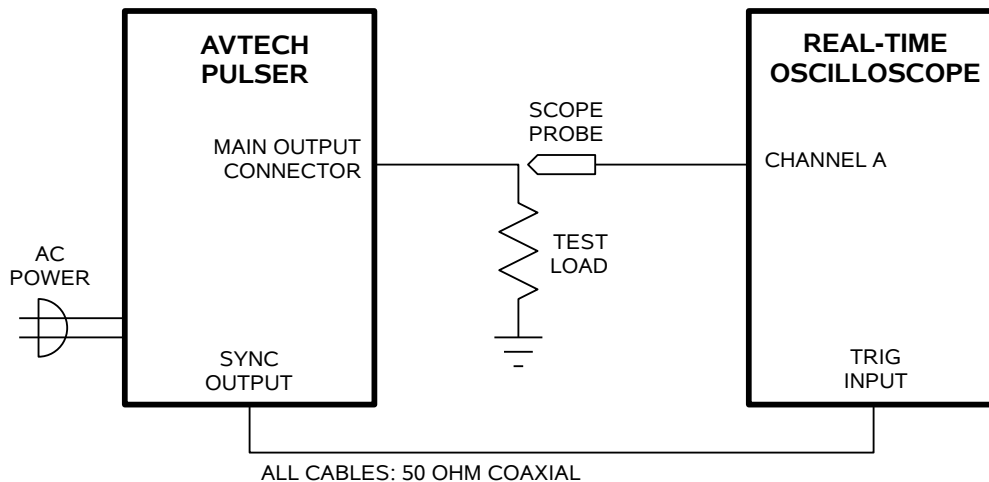 AVTECH
PULSER
REAL-TIME
OSCILLOSCOPE
SCOPE
PROBE
MAIN OUTPUT
CONNECTOR
CHANNEL A
TEST
LOAD
AC
POWER
SYNC
OUTPUT
TRIG
INPUT
ALL CABLES: 50 OHM COAXIAL